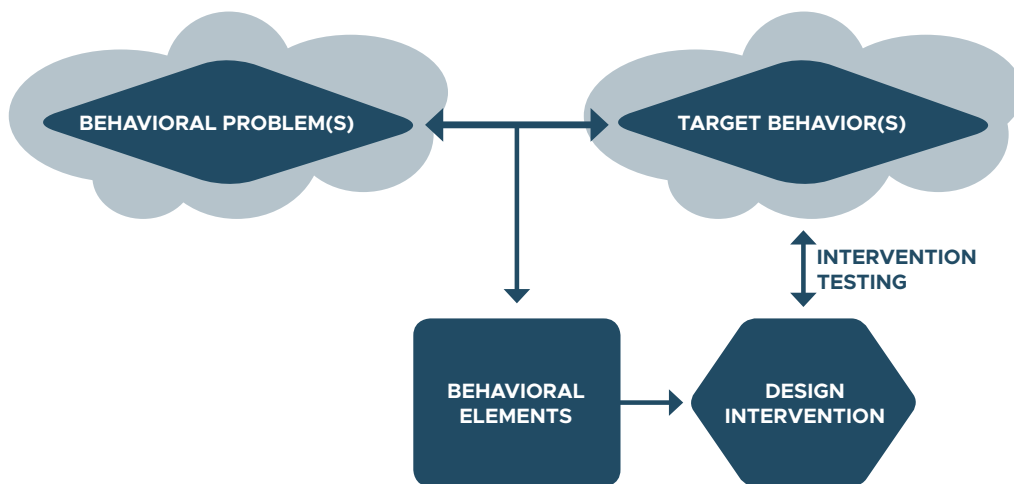 BEHAVIORAL PROBLEM(S)
TARGET BEHAVIOR(S)
INTERVENTION
TESTING
BEHAVIORAL
ELEMENTS
DESIGN
INTERVENTION